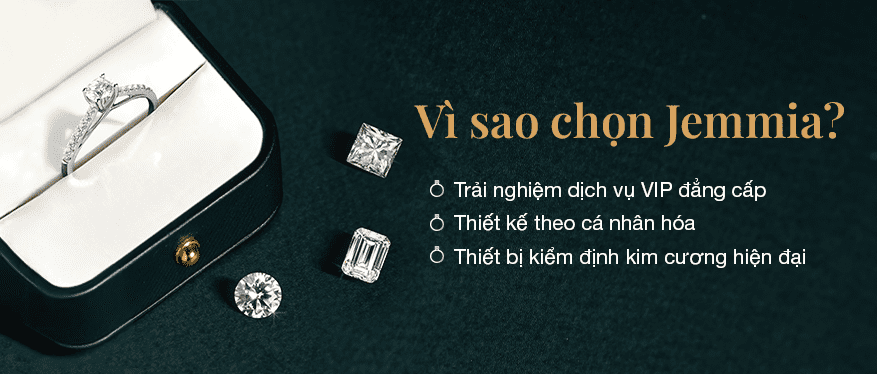 Vì sao chọn Jemmia?
Trải nghiệm dịch vụ VIP đẳng cấp
Thiết kế theo cá nhân hóa
Thiết bị kiểm định kim cương hiện đại